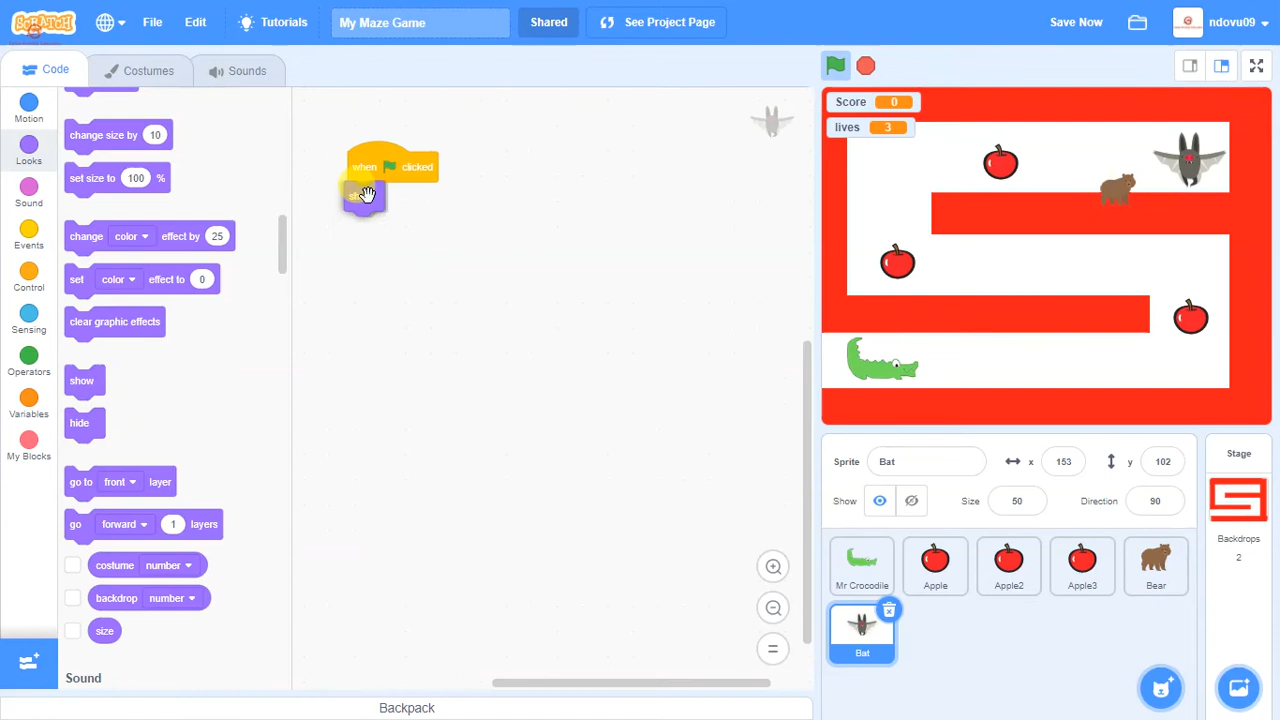 SCRATCH File Edit Tutorials My Maze Game Shared See Project Page Save Now ndovu09
Code Costumes Sounds
Motion
Looks
Sound
Events
Control
Sensing
Operators
Variables
My Blocks
change size by 10
set size to 100 %
change color effect by 25
set color effect to 0
clear graphic effects
show
hide
go to front layer
go forward 1 layers
costume number
backdrop number
size
Sound
when clicked
Score 0
lives 3
Sprite Bat x 153 y 102
Show Size 50 Direction 90
Mr Crocodile
Apple
Apple2
Apple3
Bear
Bat
Stage
Backdrops
2
Backpack